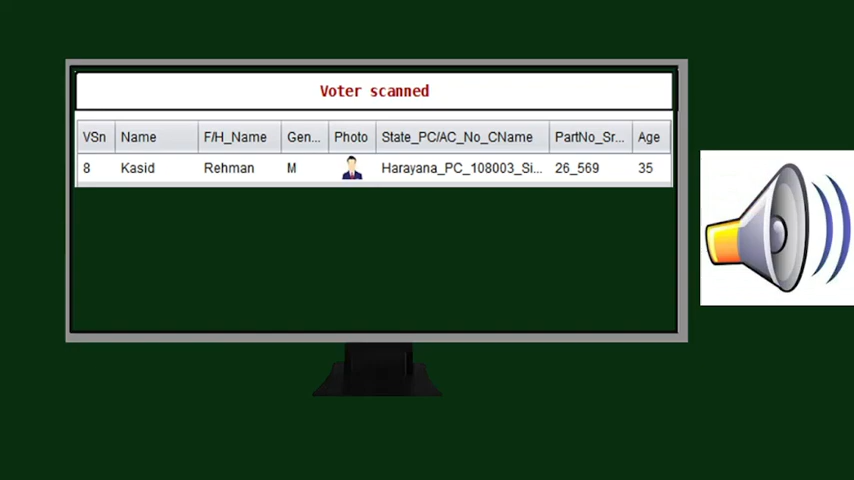 Voter scanned
VSn Name F/H_Name Gen... Photo State_PC/AC_No_CName PartNo_Sr... Age
8 Kasid Rehman M Harayana_PC_108003_Si... 26_569 35